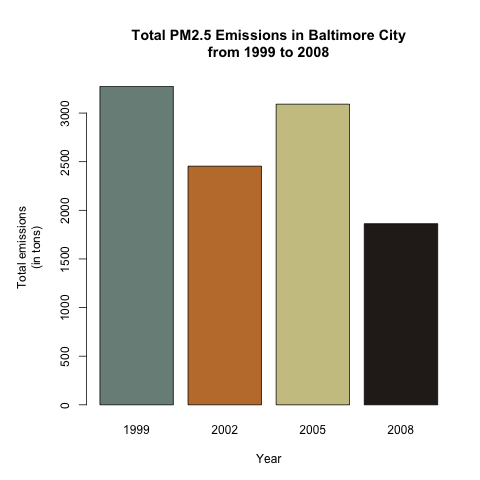 Total PM2.5 Emissions in Baltimore City
from 1999 to 2008
Total emissions
(in tons)
3000
2500
2000
1500
1000
500
0
1999 2002 2005 2008
Year